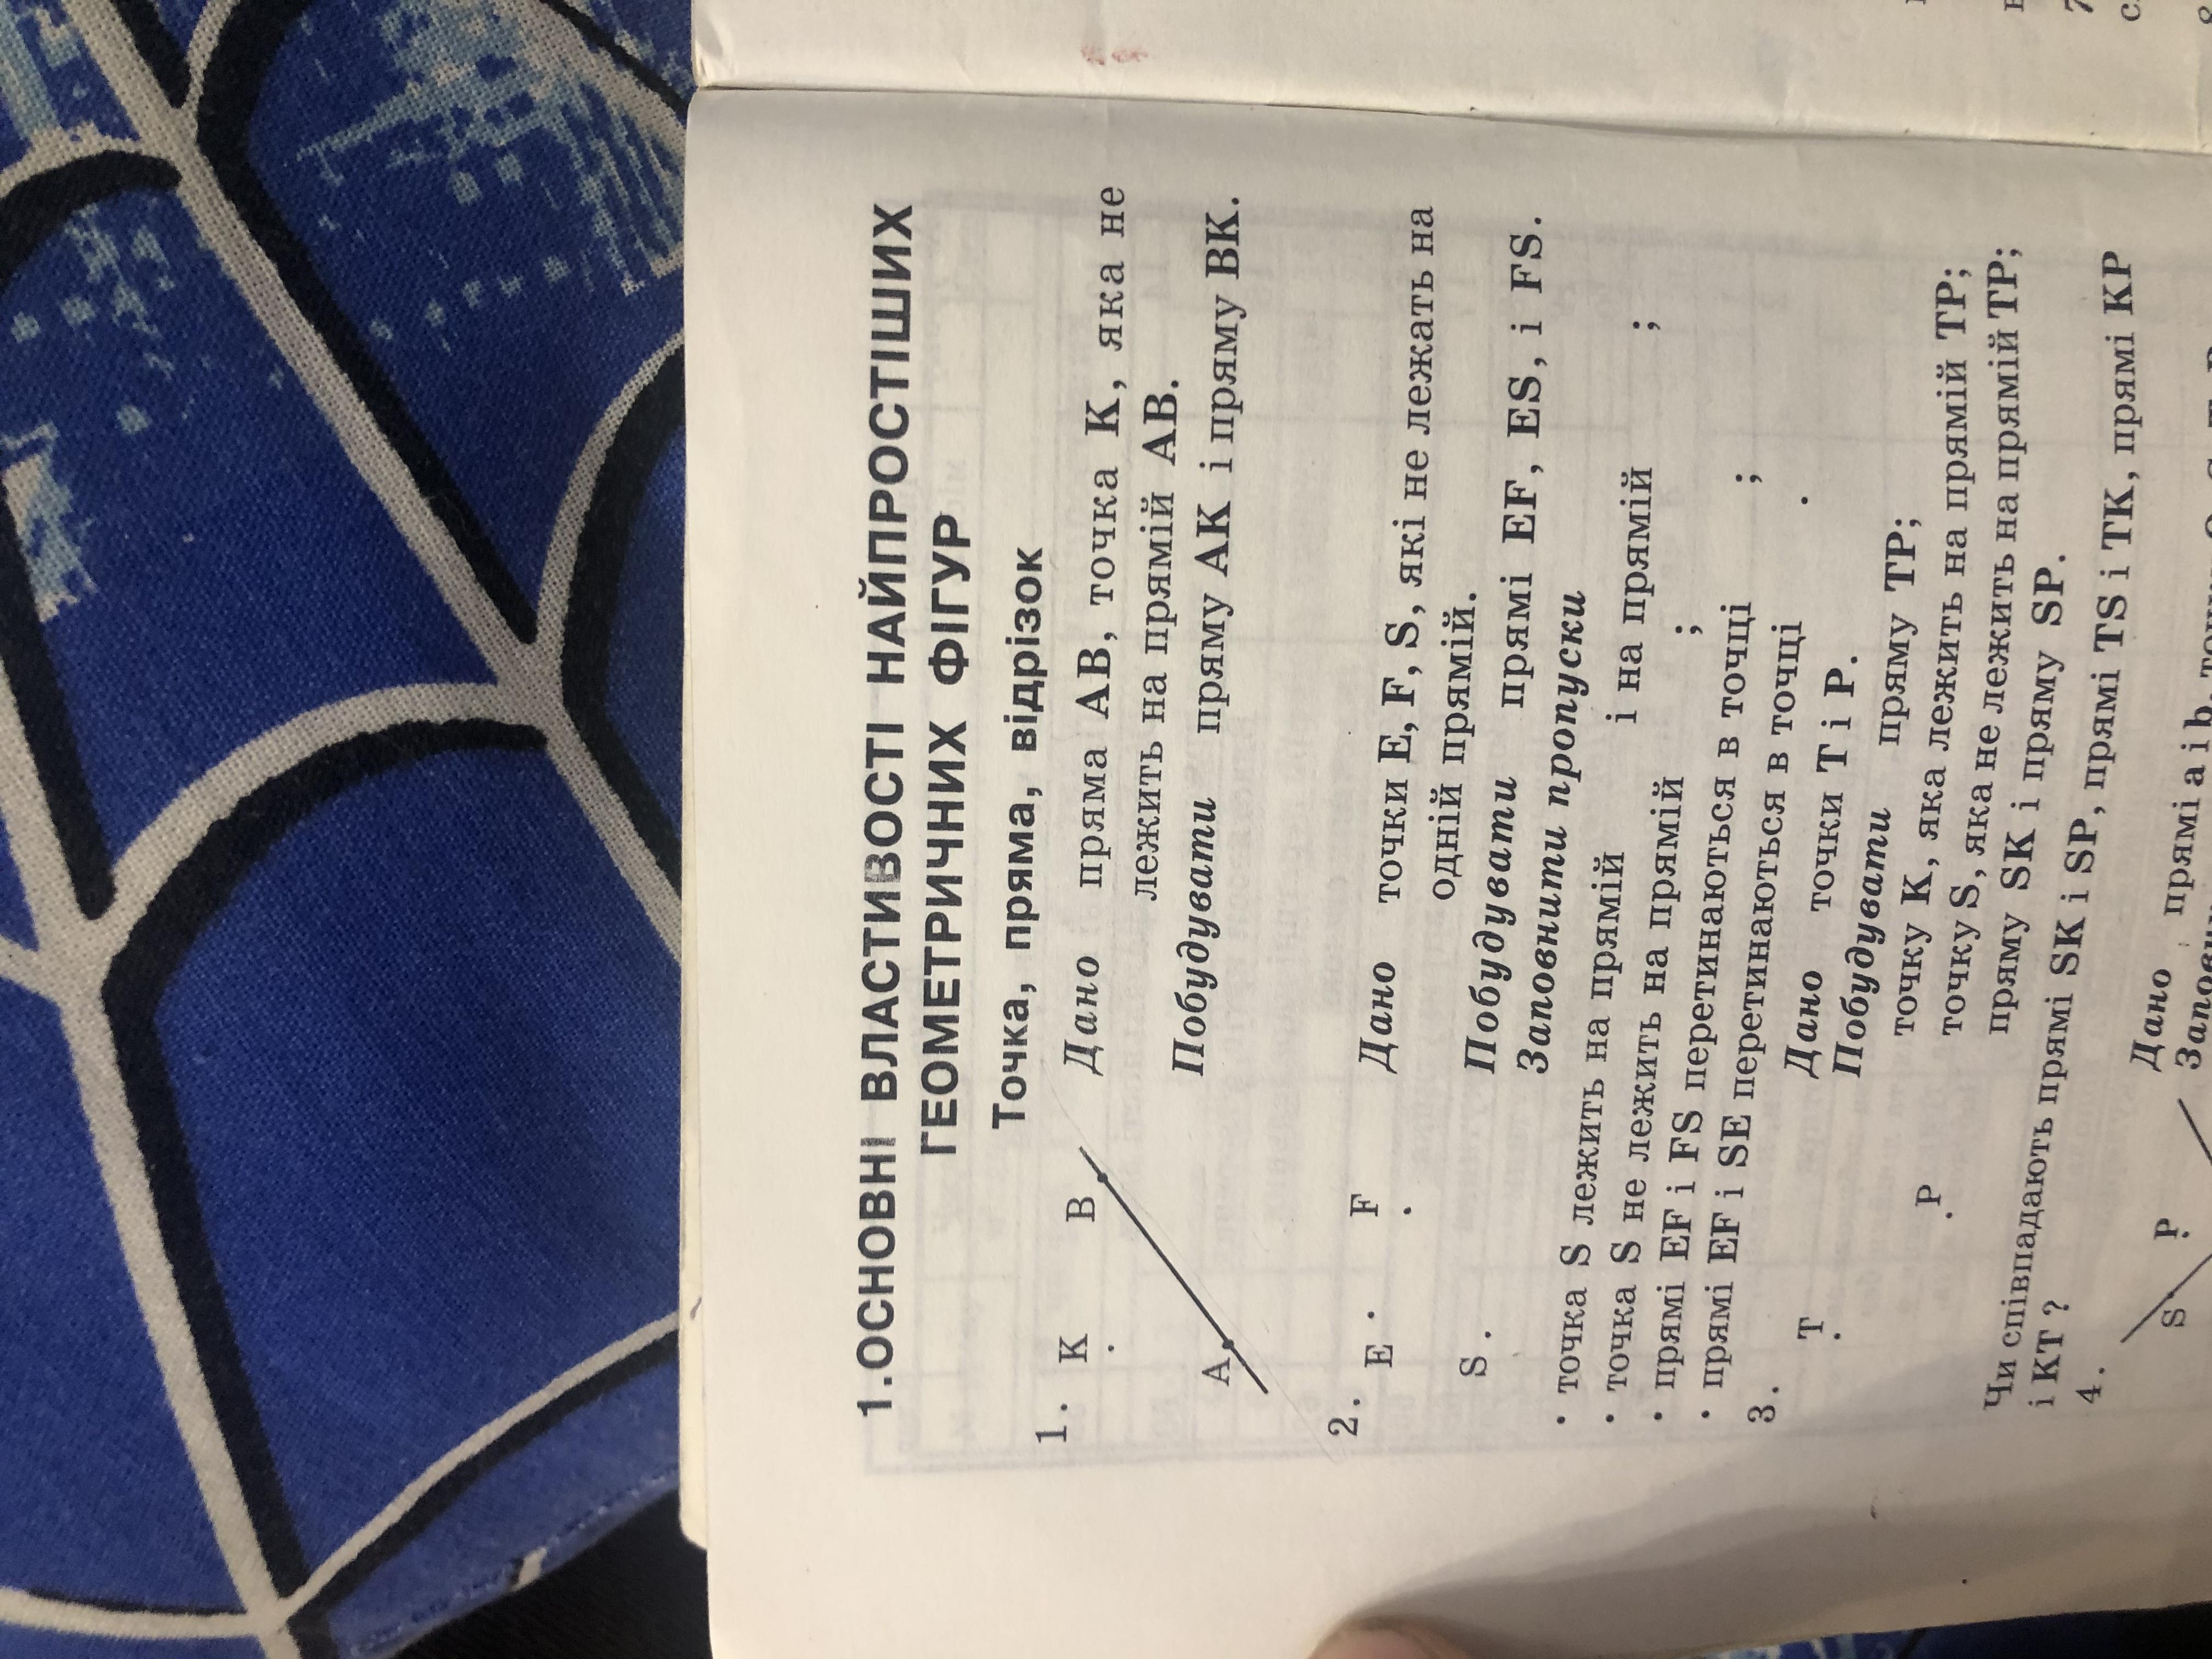 1.ОСНОВНІ ВЛАСТИВОСТІ НАЙПРОСТІШИХ
ГЕОМЕТРИЧНИХ ФІГУР
Точка, пряма, відрізок
1. K B Дано пряма AB, точка K, яка не
лежить на прямій AB.
A Побудувати пряму AK і пряму BK.
2. E F Дано точки E, F, S, які не лежать на
одній прямій.
S Побудувати прямі EF, ES, і FS.
Заповнити пропуски
· точка S лежить на прямій і на прямій ;
· точка S не лежить на прямій ;
· прямі EF і FS перетинаються в точці ;
· прямі EF і SE перетинаються в точці .
3. Дано точки T і P.
T Побудувати пряму TP;
точку K, яка лежить на прямій TP;
P точку S, яка не лежить на прямій TP;
пряму SK і пряму SP.
Чи співпадають прямі SK і SP, прямі TS і TK, прямі KP
і KT ?
4. Дано прямі a і b,
S P